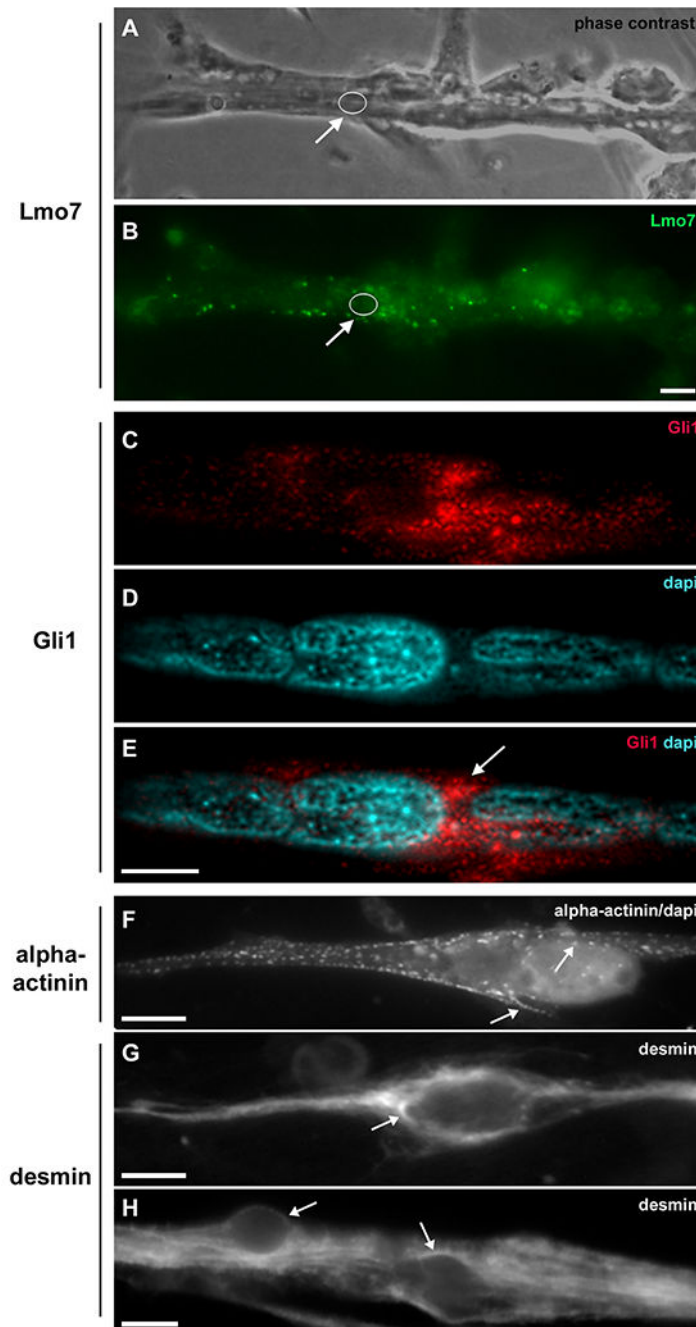 Lmo7
A
phase contrast
B
Lmo7
Gli1
C
Gli1
D
dapi
E
Gli1 dapi
alpha-
actinin
F
alpha-actinin/dapi
desmin
G
desmin
H
desmin